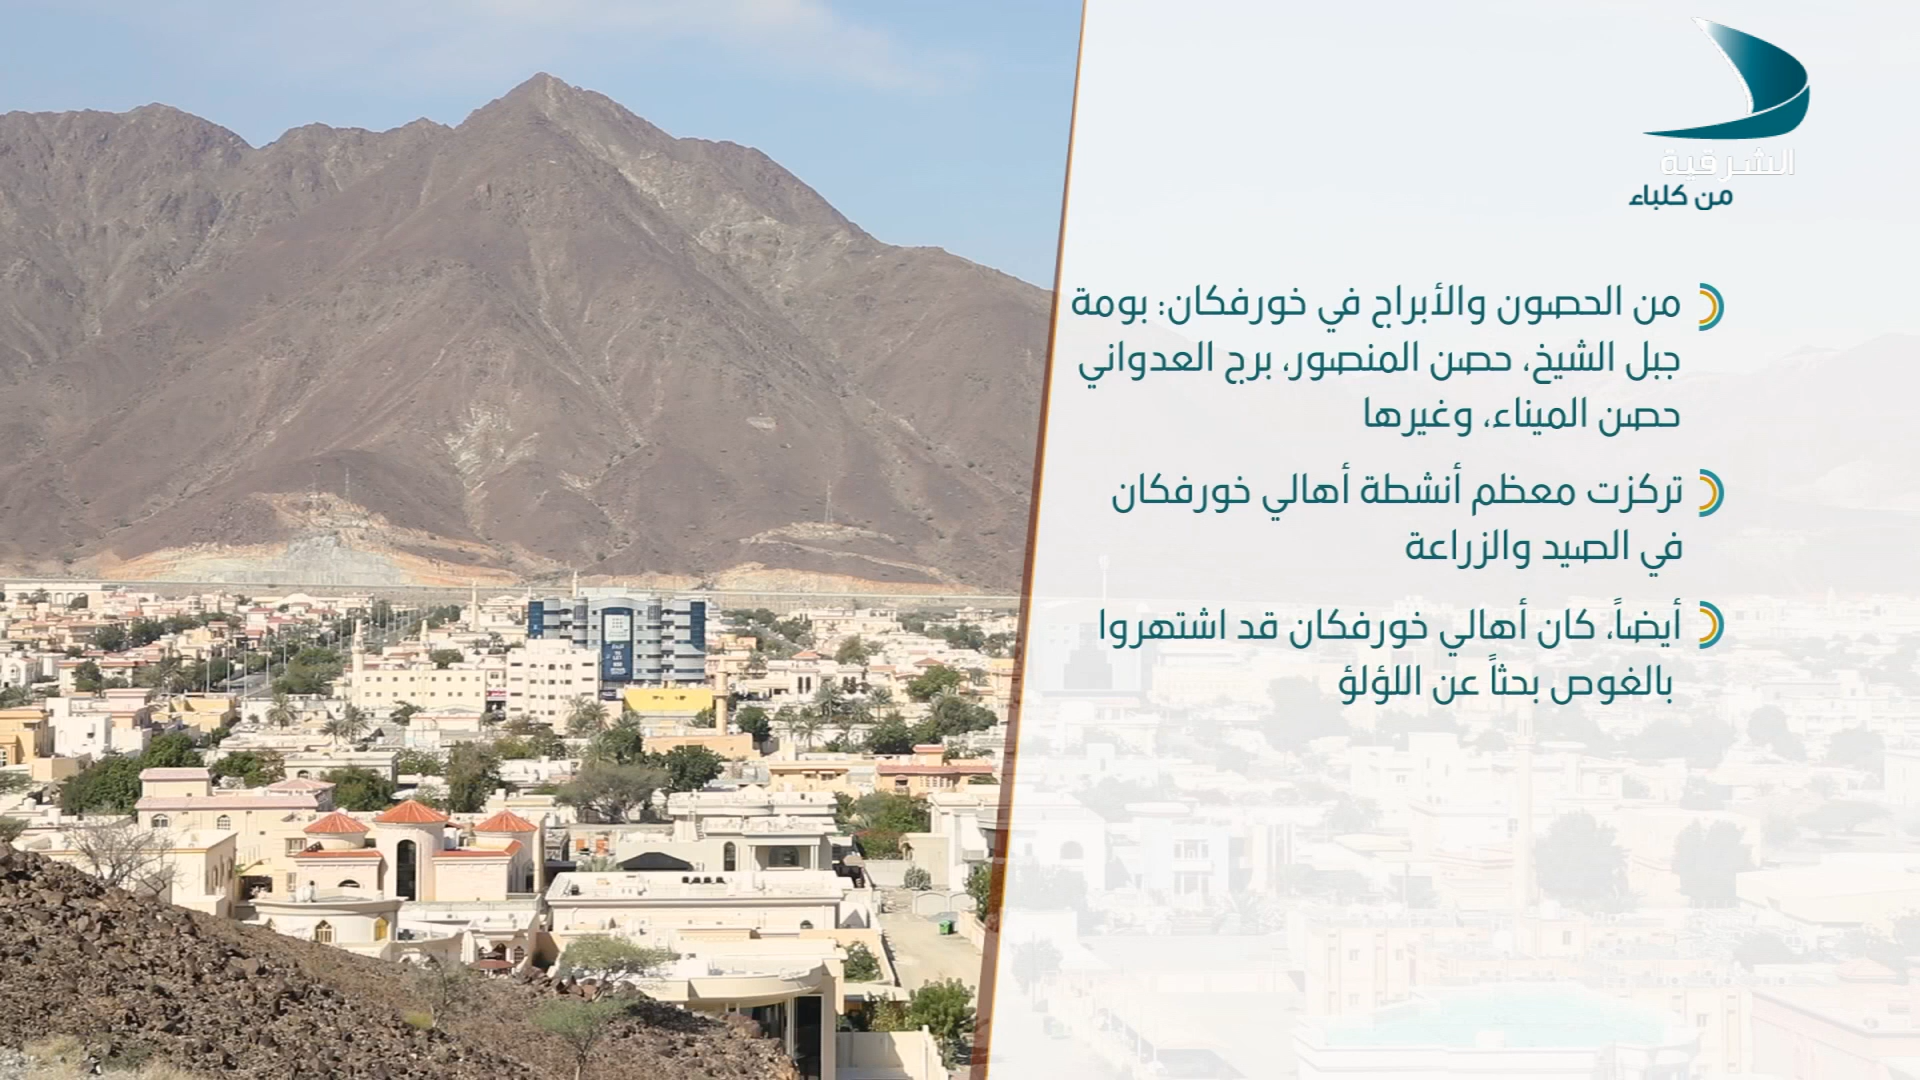 الشرقية
من كلباء
من الحصون والأبراج في خورفكان: بومة
جبل الشيخ، حصن المنصور، برج العدواني
حصن الميناء، وغيرها
تركزت معظم أنشطة أهالي خورفكان
في الصيد والزراعة
أيضاً، كان أهالي خورفكان قد اشتهروا
بالغوص بحثاً عن اللؤلؤ